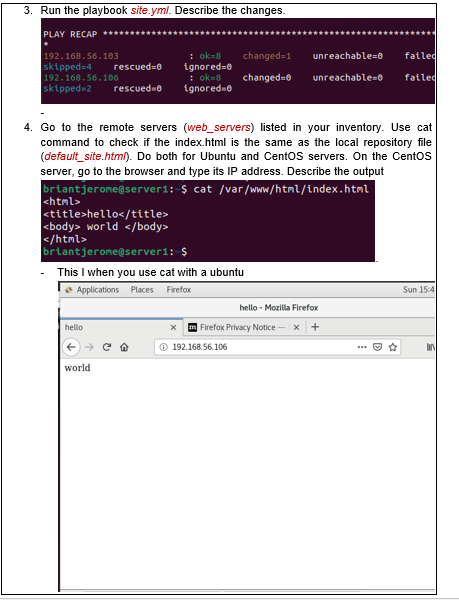 3. Run the playbook site.yml. Describe the changes.
PLAY RECAP **************************************************
*
192.168.56.103 : ok=8 changed=1 unreachable=0 failed
skipped=4 rescued=0 ignored=0
192.168.56.106 : ok=8 changed=0 unreachable=0 failed
skipped=2 rescued=0 ignored=0
-
4. Go to the remote servers (web_servers) listed in your inventory. Use cat
command to check if the index.html is the same as the local repository file
(default_site.html). Do both for Ubuntu and CentOS servers. On the CentOS
server, go to the browser and type its IP address. Describe the output
briantjerome@server1:~$ cat /var/www/html/index.html
<html>
<title>hello</title>
<body> world </body>
</html>
briantjerome@server1:~$
- This I when you use cat with a ubuntu
Applications Places Firefox Sun 15:4
hello - Mozilla Firefox
hello × m Firefox Privacy Notice — × +
192.168.56.106
world